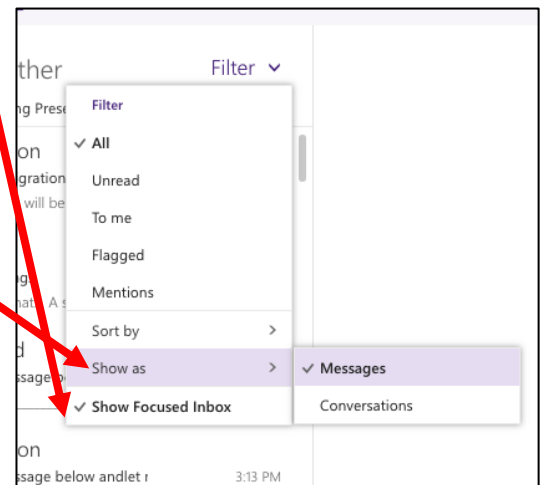 ther
Filter
ng Prese
Filter
on
All
gration
Unread
will be
To me
Flagged
Mentions
A s
Sort by
Show as
Messages
ssage
Show Focused Inbox
Conversations
on
ssage below andlet r
3:13 PM